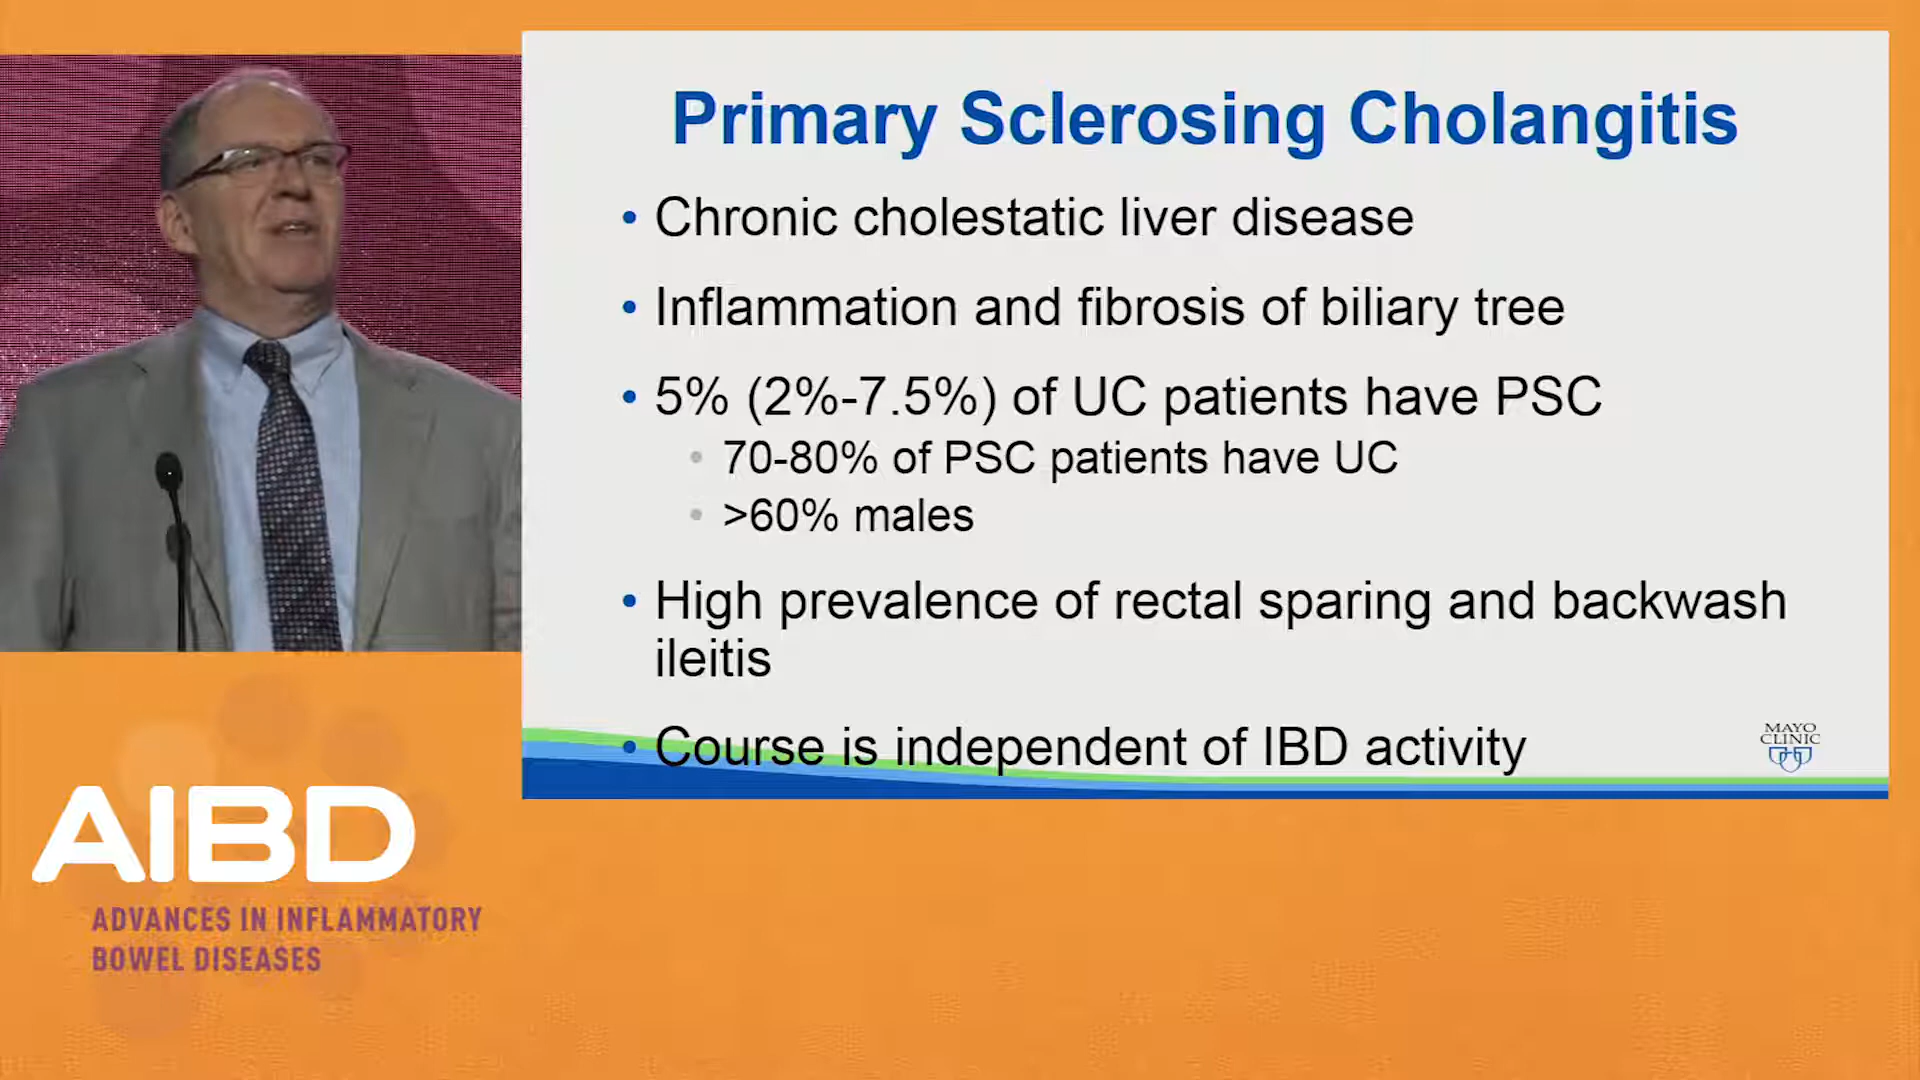 Primary Sclerosing Cholangitis
• Chronic cholestatic liver disease
• Inflammation and fibrosis of biliary tree
• 5% (2%-7.5%) of UC patients have PSC
• 70-80% of PSC patients have UC
• >60% males
• High prevalence of rectal sparing and backwash
ileitis
• Course is independent of IBD activity
MAYO
CLINIC
AIBD
ADVANCES IN INFLAMMATORY
BOWEL DISEASES